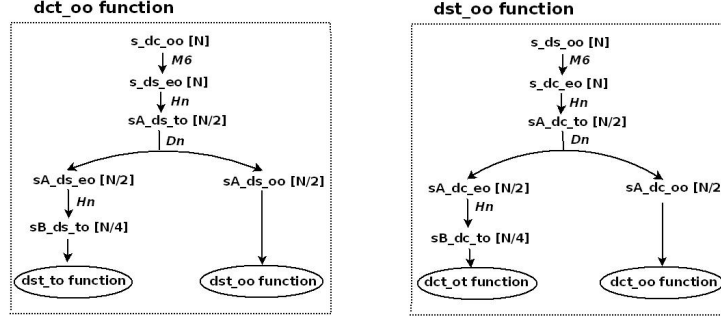 dct_oo function
s_dc_oo [N]
M6
s_ds_eo [N]
Hn
sA_ds_to [N/2]
Dn
sA_ds_eo [N/2]
sA_ds_oo [N/2]
Hn
sB_ds_to [N/4]
dst_to function
dst_oo function
dst_oo function
s_ds_oo [N]
M6
s_dc_eo [N]
Hn
sA_dc_to [N/2]
Dn
sA_dc_eo [N/2]
sA_dc_oo [N/2
Hn
sB_dc_to [N/4]
dct_ot function
dct_oo function